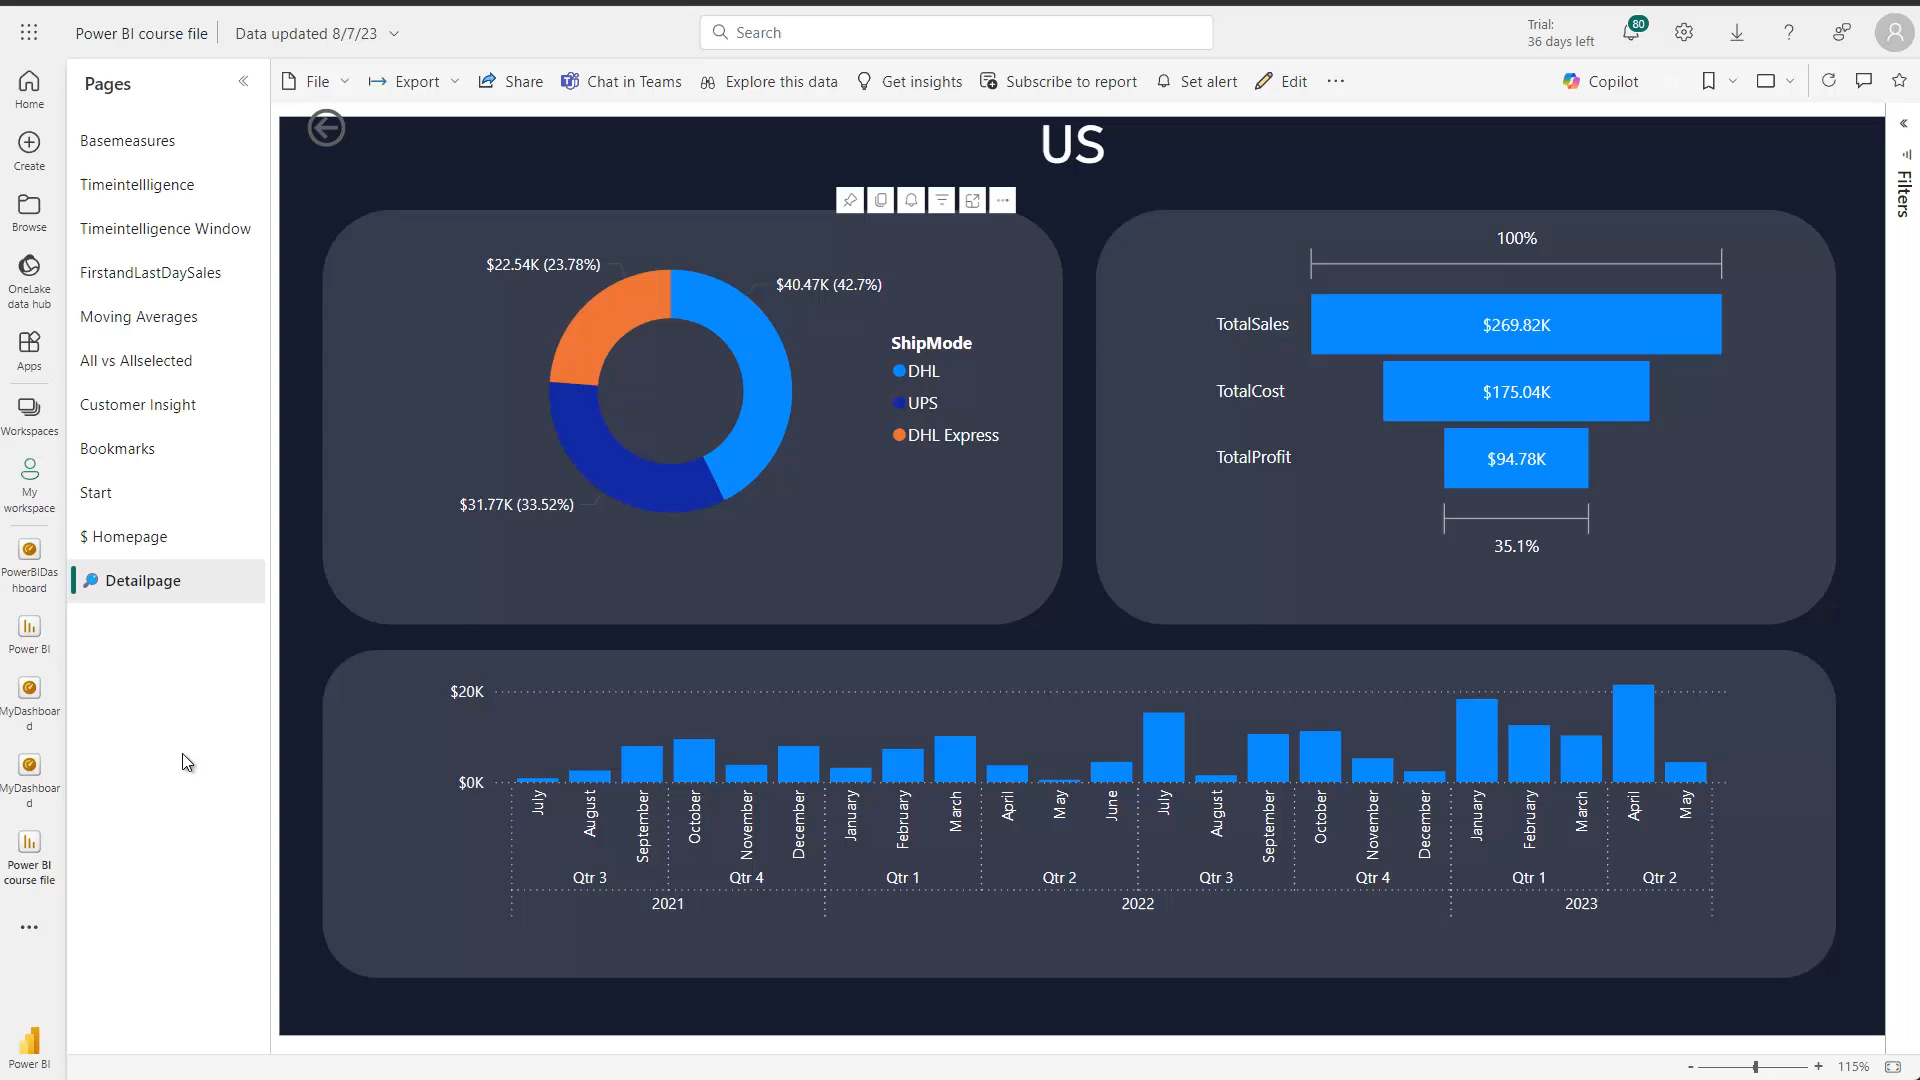 Power BI course file
Data updated 8/7/23
Search
Trial:
36 days left
80
Home
Create
Browse
OneLake
data hub
Apps
Workspaces
My
workspace
PowerBIDas
hboard
Power BI
MyDashboar
d
MyDashboar
d
Power BI
course file
Power BI
Pages
Basemeasures
Timeintellligence
Timeintelligence Window
FirstandLastDaySales
Moving Averages
All vs Allselected
Customer Insight
Bookmarks
Start
$ Homepage
Detailpage
File
Export
Share
Chat in Teams
Explore this data
Get insights
Subscribe to report
Set alert
Edit
Copilot
US
$22.54K (23.78%)
$40.47K (42.7%)
$31.77K (33.52%)
ShipMode
DHL
UPS
DHL Express
100%
TotalSales
$269.82K
TotalCost
$175.04K
TotalProfit
$94.78K
35.1%
$20K
$0K
July
August
September
October
November
December
January
February
March
April
May
June
July
August
September
October
November
December
January
February
March
April
May
Qtr 3
Qtr 4
Qtr 1
Qtr 2
Qtr 3
Qtr 4
Qtr 1
Qtr 2
2021
2022
2023
Filters
- + 115%